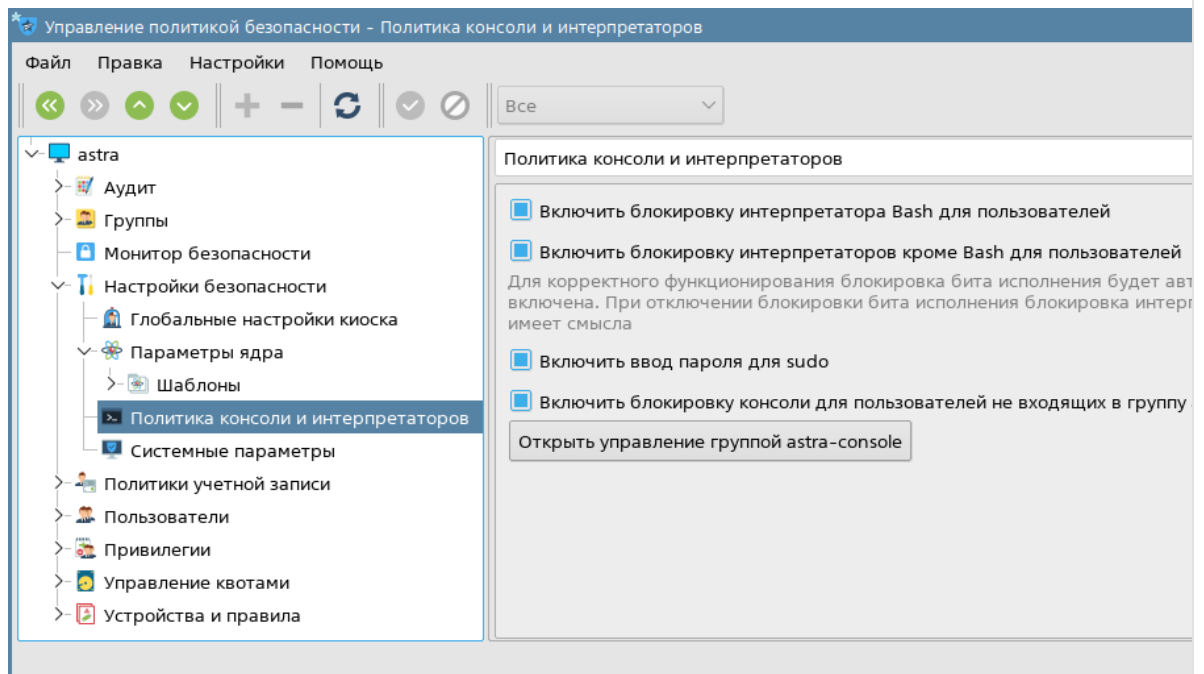 Управление политикой безопасности - Политика консоли и интерпретаторов
Файл Правка Настройки Помощь
Все
astra
Аудит
Группы
Монитор безопасности
Настройки безопасности
Глобальные настройки киоска
Параметры ядра
Шаблоны
Политика консоли и интерпретаторов
Системные параметры
Политики учетной записи
Пользователи
Привилегии
Управление квотами
Устройства и правила
Политика консоли и интерпретаторов
Включить блокировку интерпретатора Bash для пользователей
Включить блокировку интерпретаторов кроме Bash для пользователей
Для корректного функционирования блокировка бита исполнения будет
включена. При отключении блокировки бита исполнения блокировка
имеет смысла
Включить ввод пароля для sudo
Включить блокировку консоли для пользователей не входящих в группу
Открыть управление группой astra-console